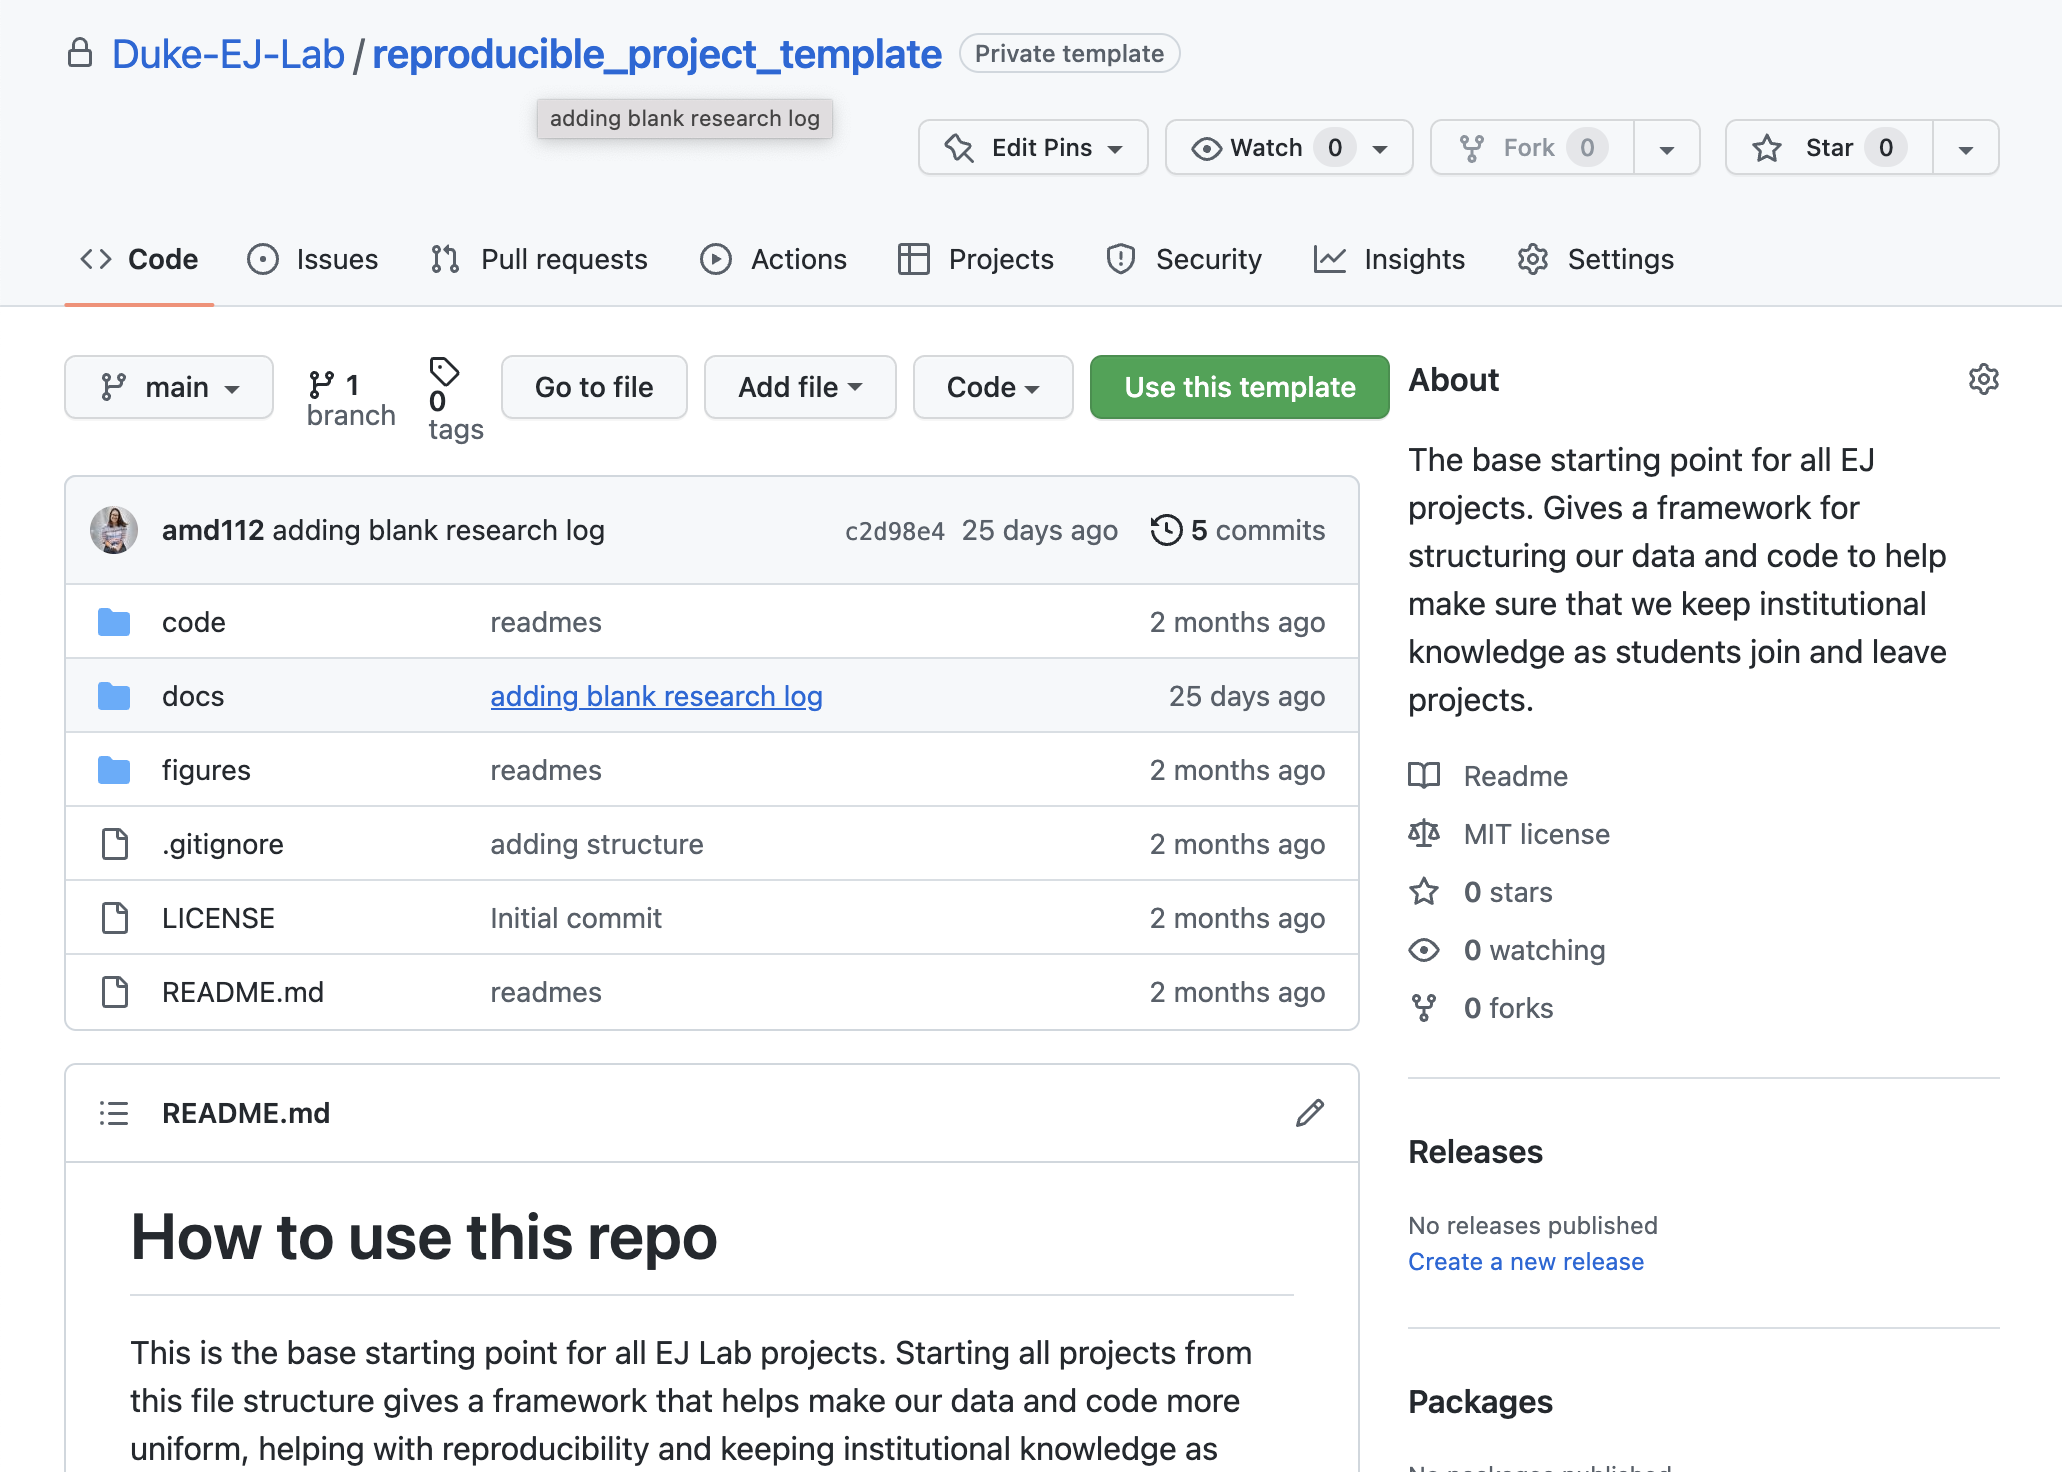 Duke-EJ-Lab / reproducible_project_template Private template
adding blank research log
Edit Pins Watch 0 Fork 0 Star 0
Code Issues Pull requests Actions Projects Security Insights Settings
main 1 branch 0 tags Go to file Add file Code Use this template
amd112 adding blank research log c2d98e4 25 days ago 5 commits
code readmes 2 months ago
docs adding blank research log 25 days ago
figures readmes 2 months ago
.gitignore adding structure 2 months ago
LICENSE Initial commit 2 months ago
README.md readmes 2 months ago
README.md
How to use this repo
This is the base starting point for all EJ Lab projects. Starting all projects from
this file structure gives a framework that helps make our data and code more
uniform, helping with reproducibility and keeping institutional knowledge as
About
The base starting point for all EJ
projects. Gives a framework for
structuring our data and code to help
make sure that we keep institutional
knowledge as students join and leave
projects.
Readme
MIT license
0 stars
0 watching
0 forks
Releases
No releases published
Create a new release
Packages
No packages published